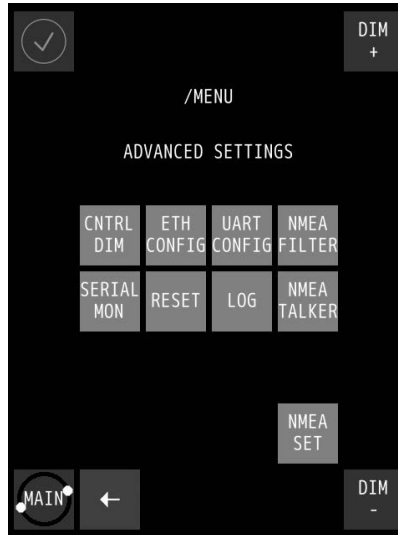 DIM
+
/MENU
ADVANCED SETTINGS
CNTRL
DIM
ETH
CONFIG
UART
CONFIG
NMEA
FILTER
SERIAL
MON
RESET
LOG
NMEA
TALKER
NMEA
SET
MAIN
←
DIM
-